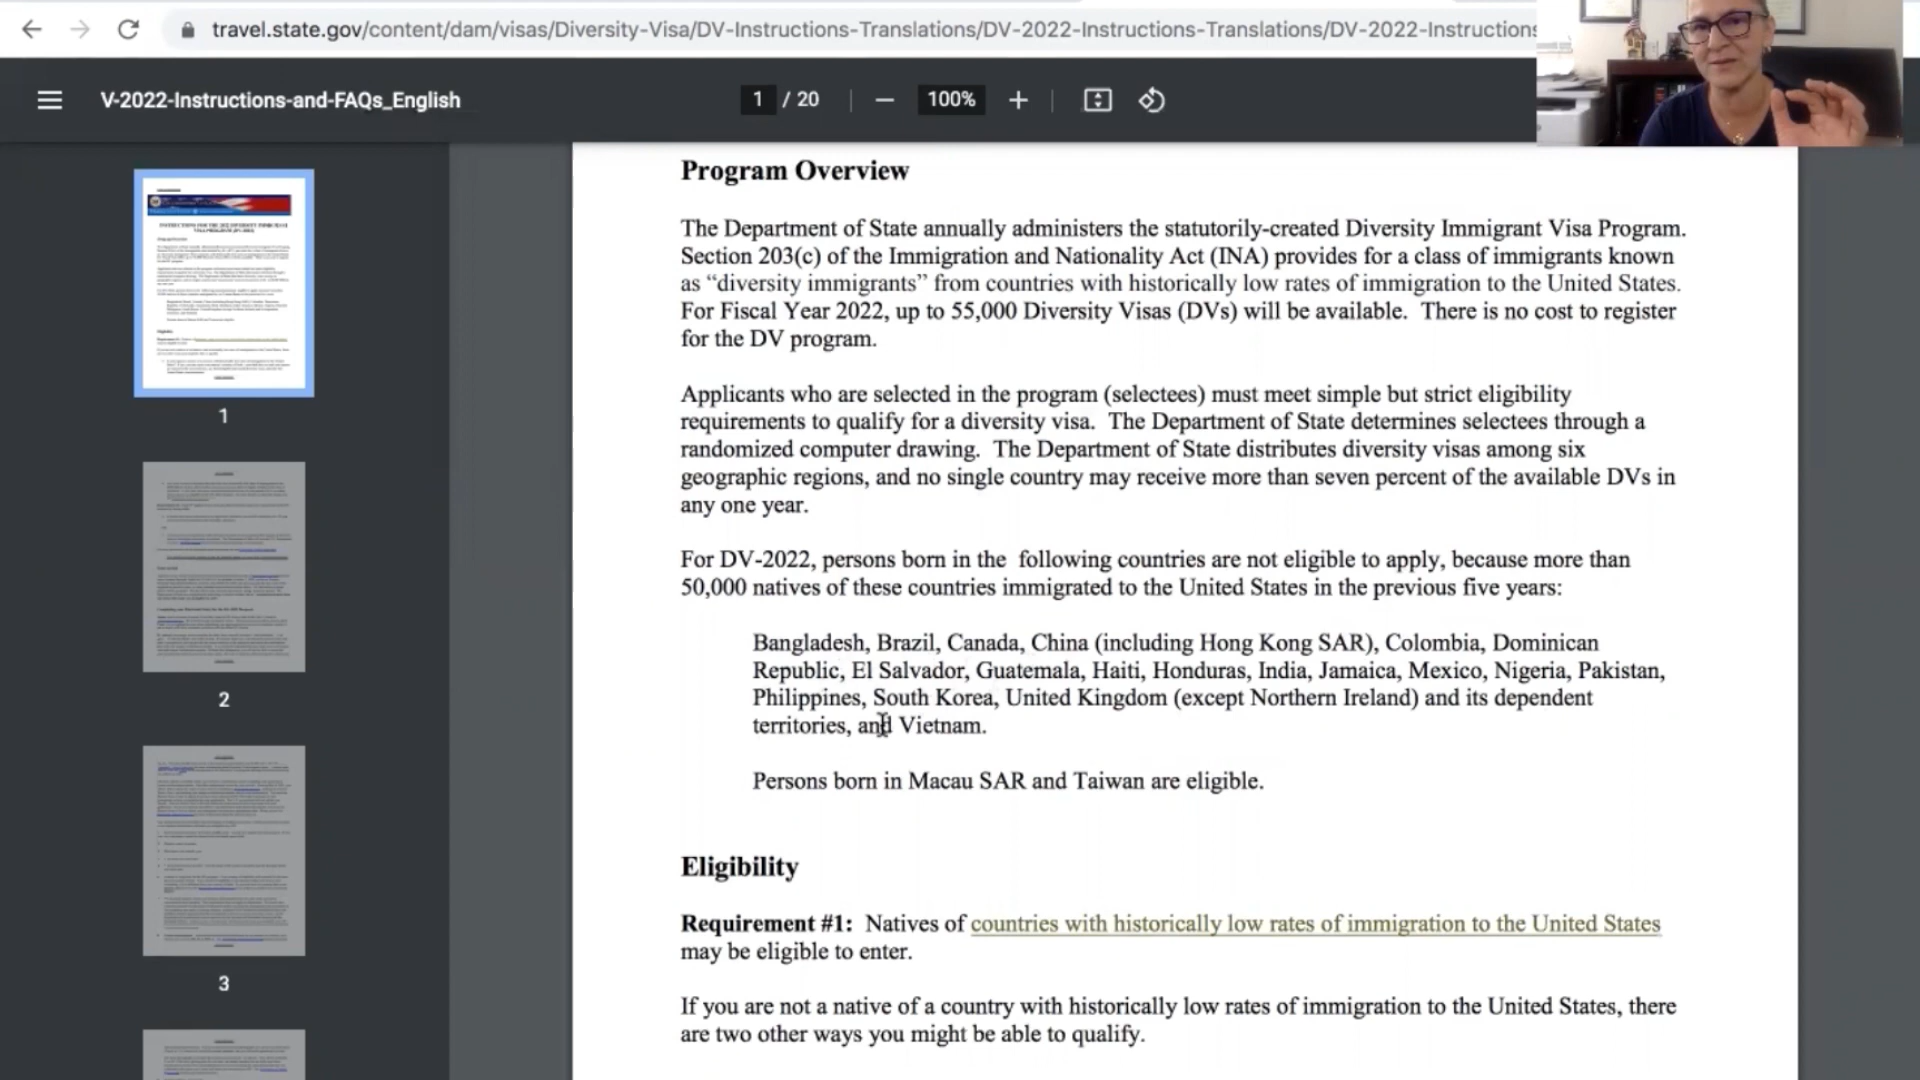 travel.state.gov/content/dam/visas/Diversity-Visa/DV-Instructions-Translations/DV-2022-Instructions-Translations/DV-2022-Instructions
V-2022-Instructions-and-FAQs_English
1 / 20
100%
Program Overview
The Department of State annually administers the statutorily-created Diversity Immigrant Visa Program.
Section 203(c) of the Immigration and Nationality Act (INA) provides for a class of immigrants known
as “diversity immigrants” from countries with historically low rates of immigration to the United States.
For Fiscal Year 2022, up to 55,000 Diversity Visas (DVs) will be available.  There is no cost to register
for the DV program.
Applicants who are selected in the program (selectees) must meet simple but strict eligibility
requirements to qualify for a diversity visa.  The Department of State determines selectees through a
randomized computer drawing.  The Department of State distributes diversity visas among six
geographic regions, and no single country may receive more than seven percent of the available DVs in
any one year.
For DV-2022, persons born in the  following countries are not eligible to apply, because more than
50,000 natives of these countries immigrated to the United States in the previous five years:
Bangladesh, Brazil, Canada, China (including Hong Kong SAR), Colombia, Dominican
Republic, El Salvador, Guatemala, Haiti, Honduras, India, Jamaica, Mexico, Nigeria, Pakistan,
Philippines, South Korea, United Kingdom (except Northern Ireland) and its dependent
territories, and Vietnam.
Persons born in Macau SAR and Taiwan are eligible.
Eligibility
Requirement #1:  Natives of countries with historically low rates of immigration to the United States
may be eligible to enter.
If you are not a native of a country with historically low rates of immigration to the United States, there
are two other ways you might be able to qualify.
1
2
3